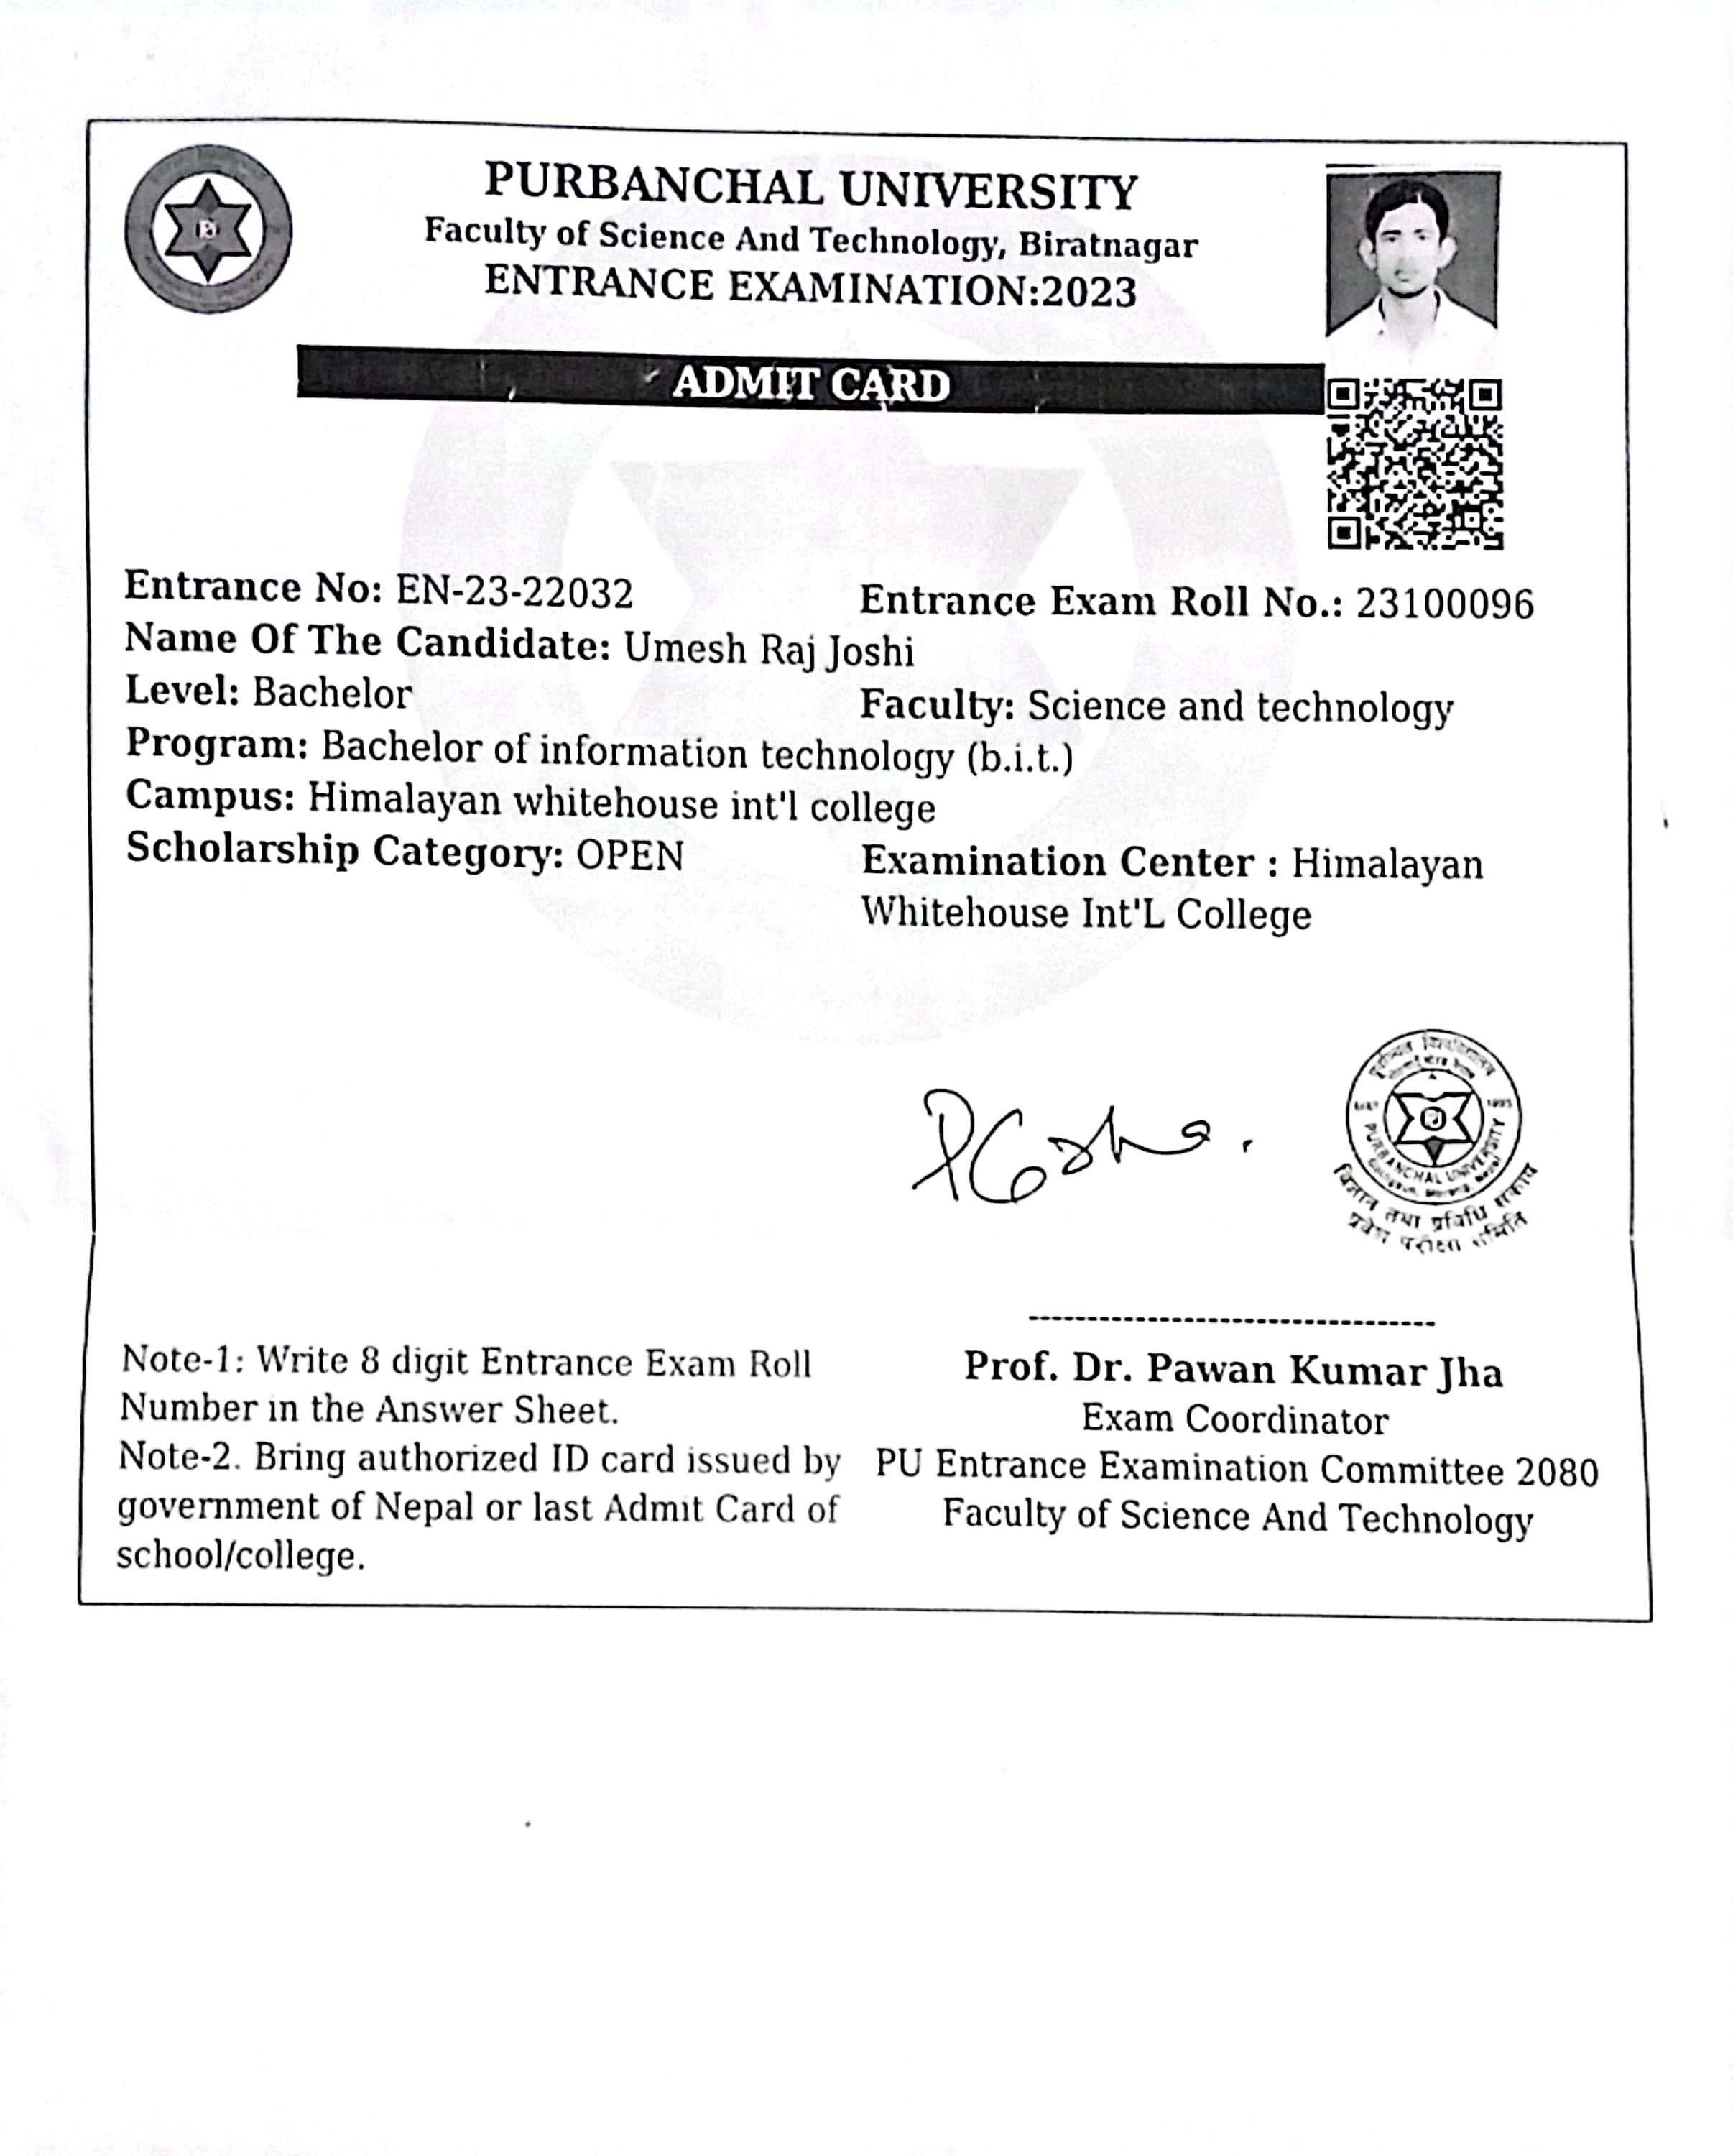 PURBANCHAL UNIVERSITY
Faculty of Science And Technology, Biratnagar
ENTRANCE EXAMINATION:2023
ADMIT CARD
Entrance No: EN-23-22032 Entrance Exam Roll No.: 23100096
Name Of The Candidate: Umesh Raj Joshi
Level: Bachelor Faculty: Science and technology
Program: Bachelor of information technology (b.i.t.)
Campus: Himalayan whitehouse int'l college
Scholarship Category: OPEN Examination Center : Himalayan
Whitehouse Int'L College
PURBANCHAL UNIVERSITY
विज्ञान तथा प्रविधि संकाय
प्रवेश परीक्षा समिति
Note-1: Write 8 digit Entrance Exam Roll
Number in the Answer Sheet.
Note-2. Bring authorized ID card issued by
government of Nepal or last Admit Card of
school/college.
Prof. Dr. Pawan Kumar Jha
Exam Coordinator
PU Entrance Examination Committee 2080
Faculty of Science And Technology